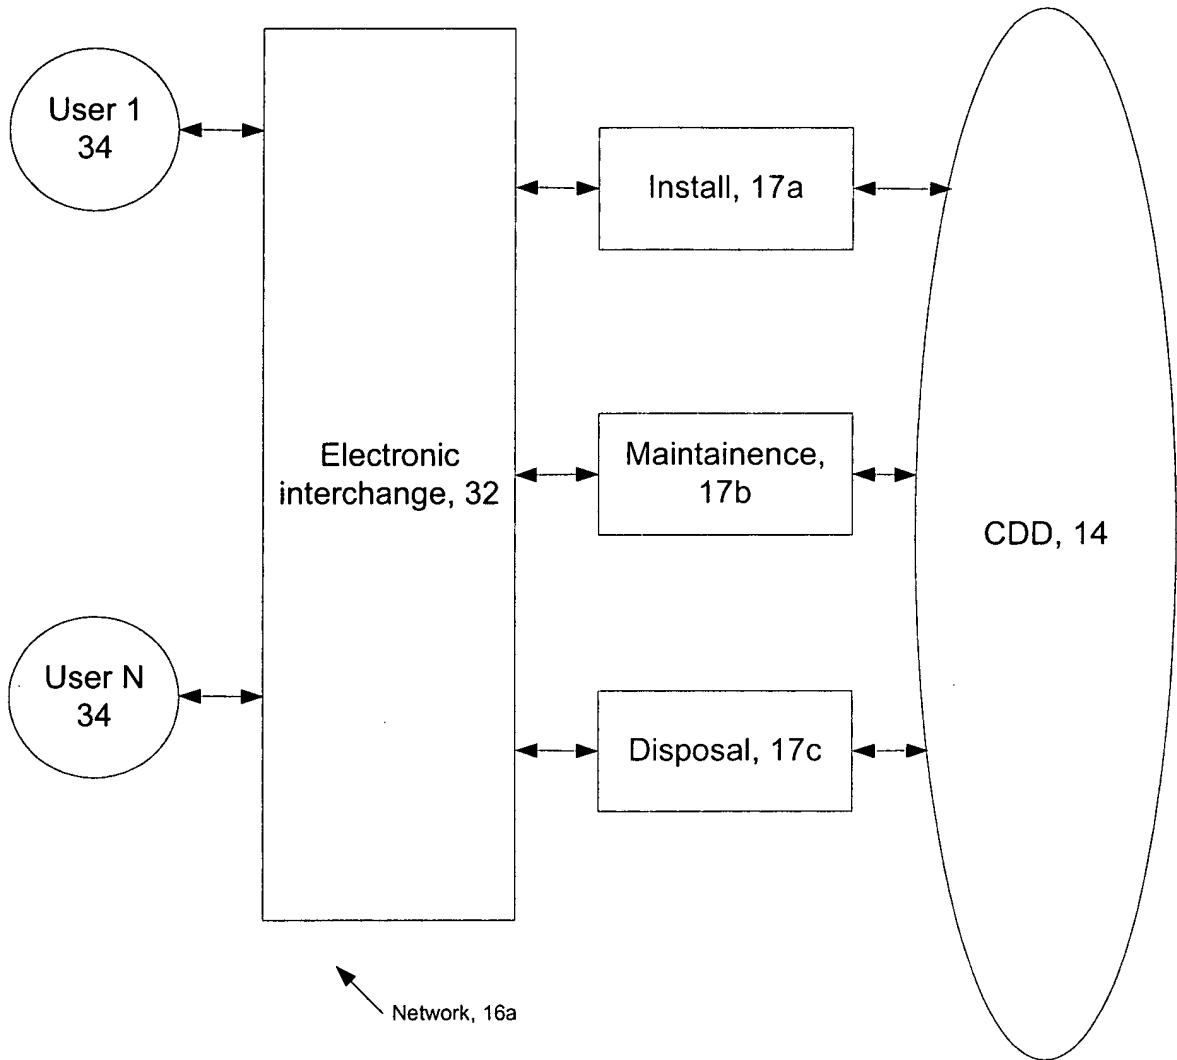 User 1
34
Install, 17a
Electronic
interchange, 32
Maintainence,
17b
CDD, 14
User N
34
Disposal, 17c
Network, 16a